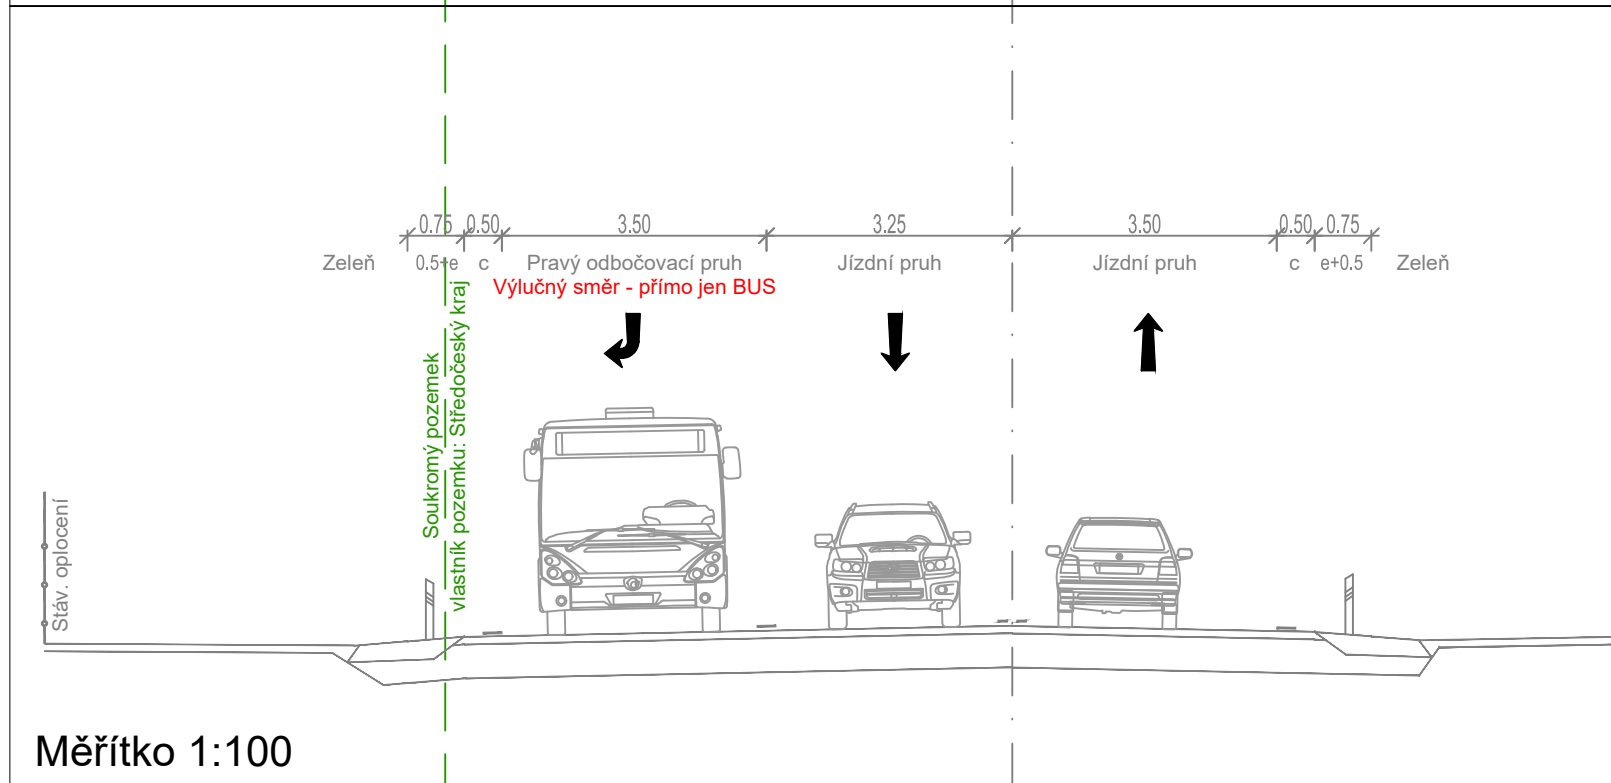 0.75 0.50 3.50 3.25 3.50 0.50 0.75
Zeleň 0.5+e c Pravý odbočovací pruh Jízdní pruh Jízdní pruh c e+0.5 Zeleň
Výlučný směr - přímo jen BUS
Soukromý pozemek
vlastník pozemku: Středočeský kraj
Stáv. oplocení
Měřítko 1:100